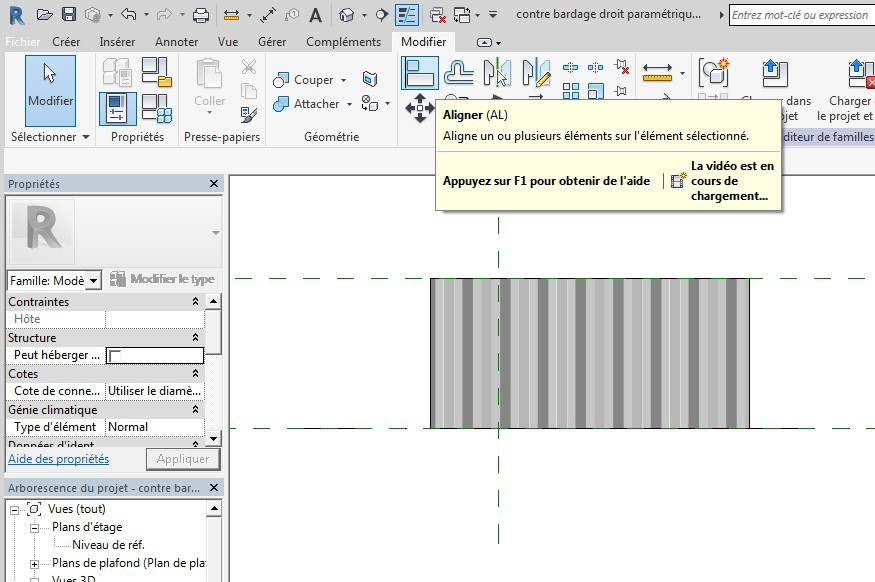 contre bardage droit paramétriqu...
Entrez mot-clé ou expression
Fichier Créer Insérer Annoter Vue Gérer Compléments Modifier
Modifier
Coller
Couper
Attacher
Sélectionner Propriétés Presse-papiers Géométrie
Charger
dans
le projet et
diteur de familles
Aligner (AL)
Aligne un ou plusieurs éléments sur l'élément sélectionné.
Appuyez sur F1 pour obtenir de l'aide
La vidéo est en
cours de
chargement...
Propriétés
R
Famille: Modè
Modifier le type
Contraintes
Hôte
Structure
Peut héberger ...
Cotes
Cote de conne... Utiliser le diamè...
Génie climatique
Type d'élément Normal
Données d'ident
Aide des propriétés Appliquer
Arborescence du projet - contre bar...
Vues (tout)
Plans d'étage
Niveau de réf.
Plans de plafond (Plan de pla
Vues 3D